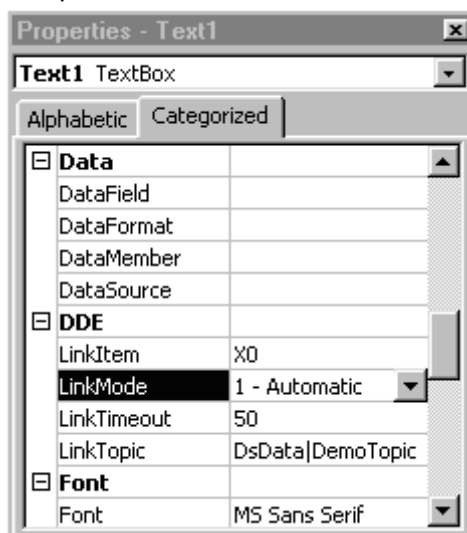 Properties - Text1
Text1 TextBox
Alphabetic Categorized
Data
DataField
DataFormat
DataMember
DataSource
DDE
LinkItem X0
LinkMode 1 - Automatic
LinkTimeout 50
LinkTopic DsData|DemoTopic
Font
Font MS Sans Serif